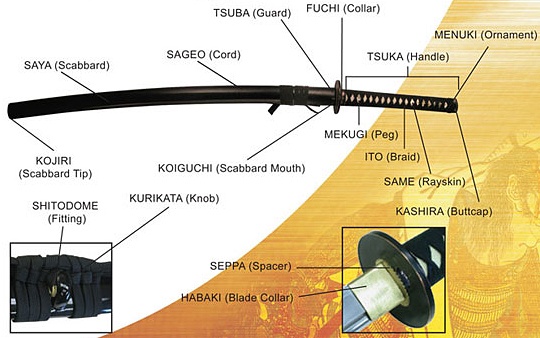 FUCHI (Collar)
TSUBA (Guard)
MENUKI (Ornament)
SAGEO (Cord)
TSUKA (Handle)
SAYA (Scabbard)
MEKUGI (Peg)
KOJIRI
(Scabbard Tip)
KOIGUCHI (Scabbard Mouth)
ITO (Braid)
SAME (Rayskin)
SHITODOME
(Fitting)
KURIKATA (Knob)
KASHIRA (Buttcap)
SEPPA (Spacer)
HABAKI (Blade Collar)